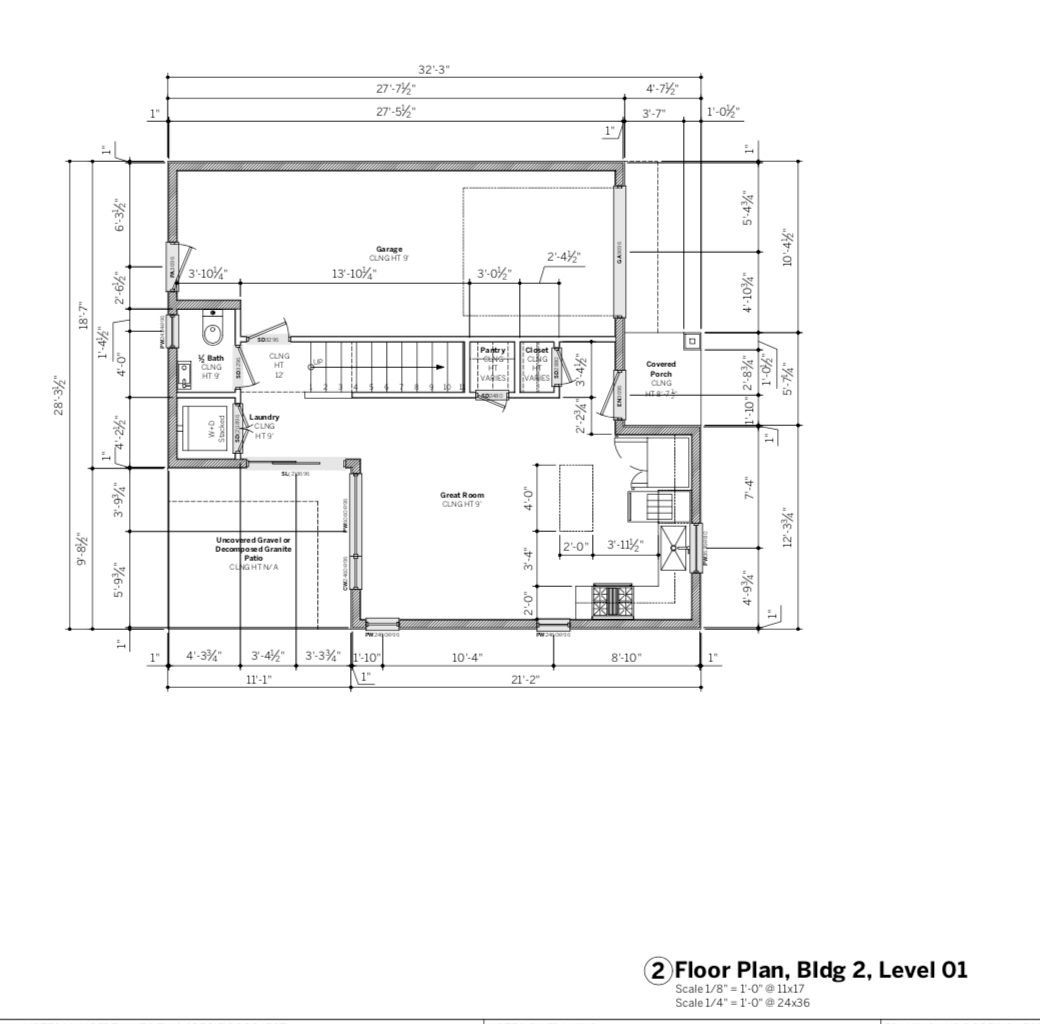 32'-3"
27'-7½" 4'-7½"
1" 27'-5½" 3'-7" 1'-0½"
1"
1" 1"
6'-3½" 5'-4¾"
10'-4½"
Garage
CLNG HT 9'
2'-4½"
3'-10¼" 13'-10¼" 3'-0½"
2'-6½" 4'-10¾"
18'-7"
1'-4½"
4'-0"
28'-3½"
½ Bath
CLNG
HT 9'
CLNG
HT
12'
UP
1 2 3 4 5 6 7 8 9 10 11
Pantry
CLNG
HT
VARIES
Closet
CLNG
HT
VARIES
3'-4½"
Covered
Porch
CLNG
HT 8'-7½"
2'-8¾"
1'-0½"
5'-7¼"
1'-10"
1"
Laundry
CLNG
HT 9'
W+D
Stacked
2'-2¾"
4'-2½"
1"
Great Room
CLNG HT 9'
4'-0"
7'-4"
3'-9¾"
12'-3¾"
Uncovered Gravel or
Decomposed Granite
Patio
CLNG HT N/A
2'-0" 3'-11½"
3'-4"
9'-8½"
5'-9¾"
2'-0"
4'-9¾"
1"
1"
1" 4'-3¾" 3'-4½" 3'-3¾" 1'-10" 10'-4" 8'-10" 1"
11'-1" 1" 21'-2"
2 Floor Plan, Bldg 2, Level 01
Scale 1/8" = 1'-0" @ 11x17
Scale 1/4" = 1'-0" @ 24x36